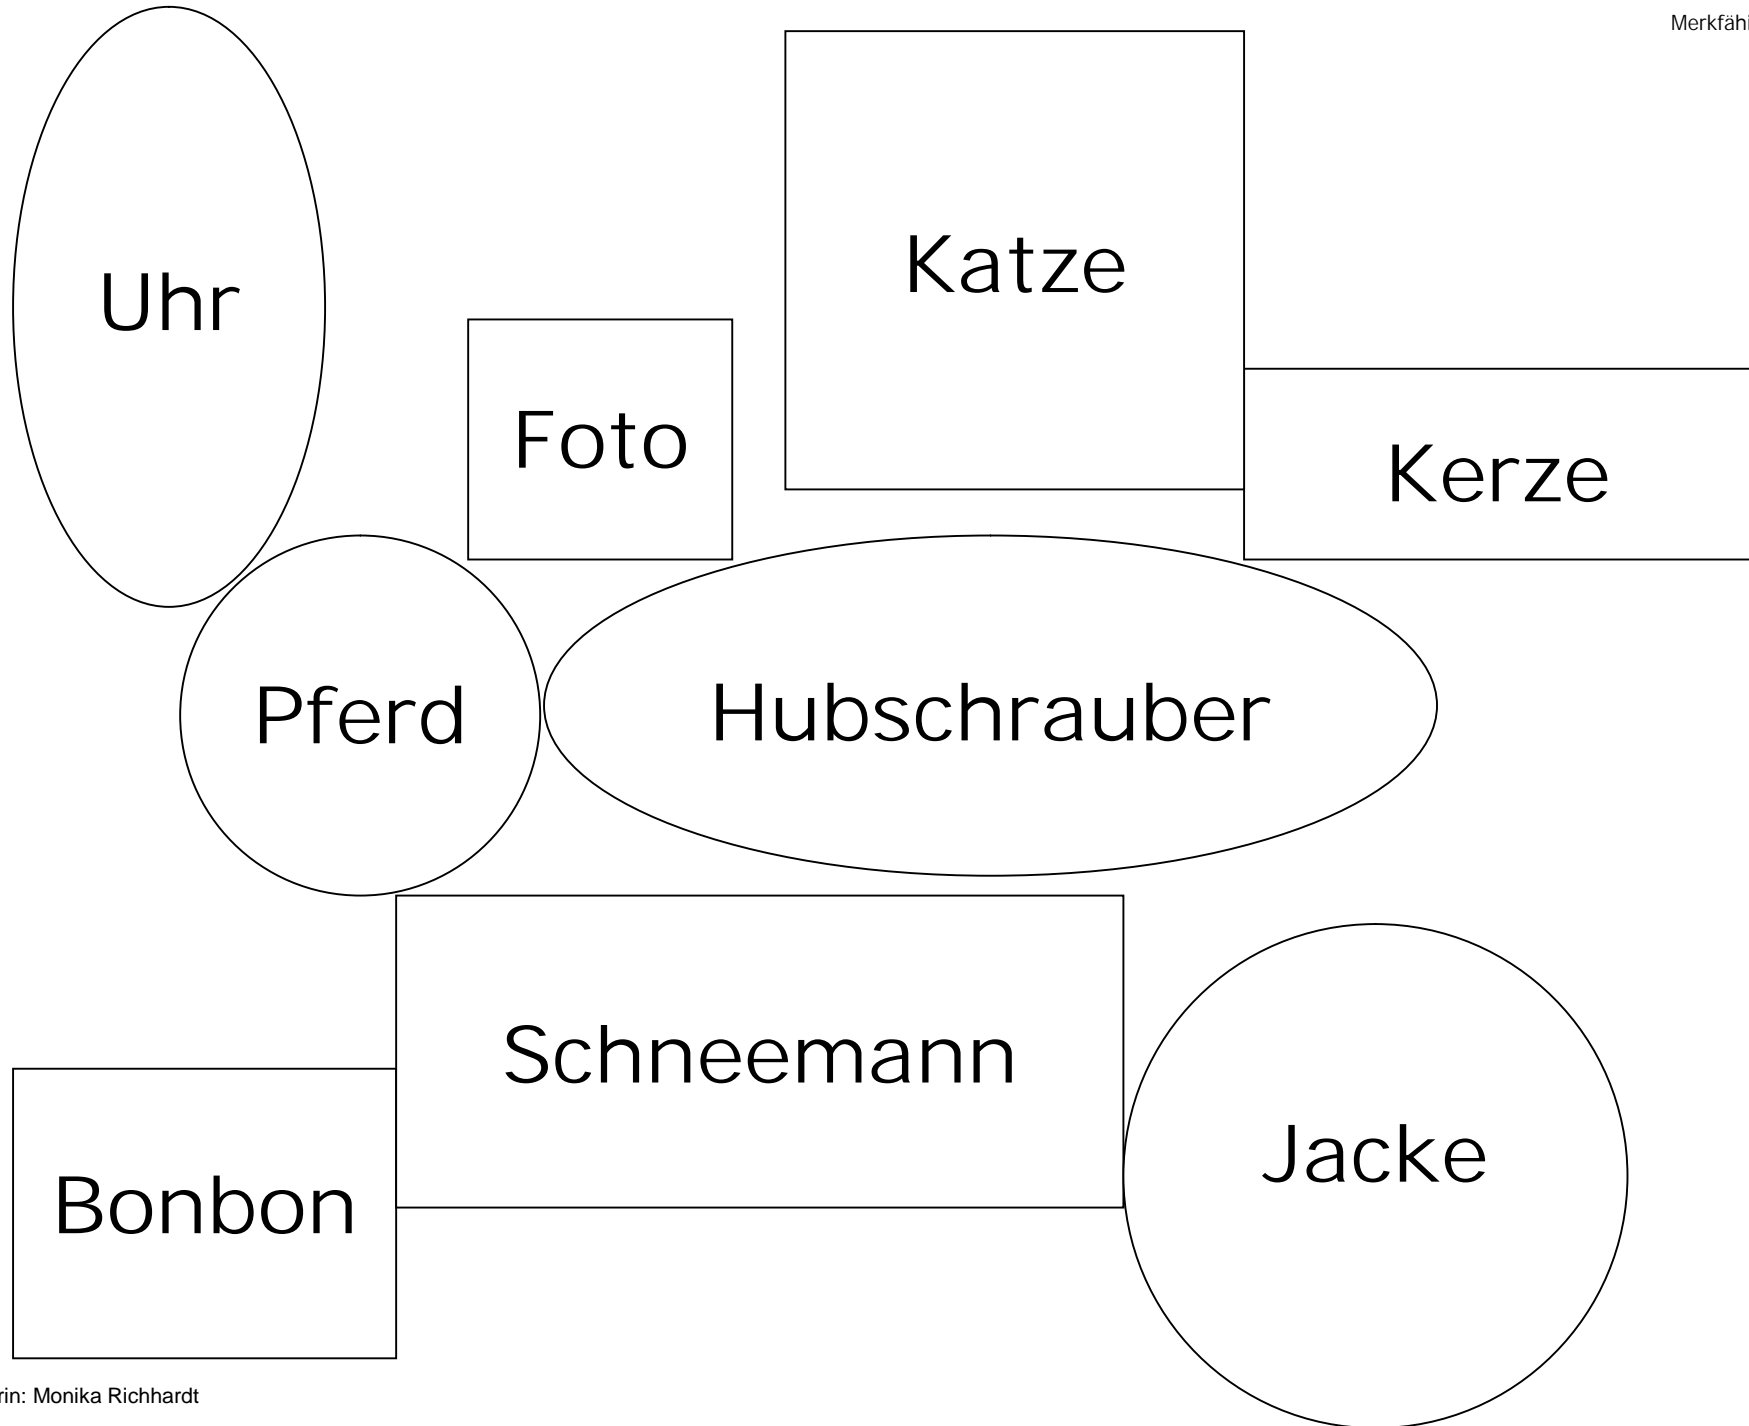 Merkfähi
Uhr
Katze
Foto
Kerze
Pferd
Hubschrauber
Schneemann
Jacke
Bonbon
rin: Monika Richhardt